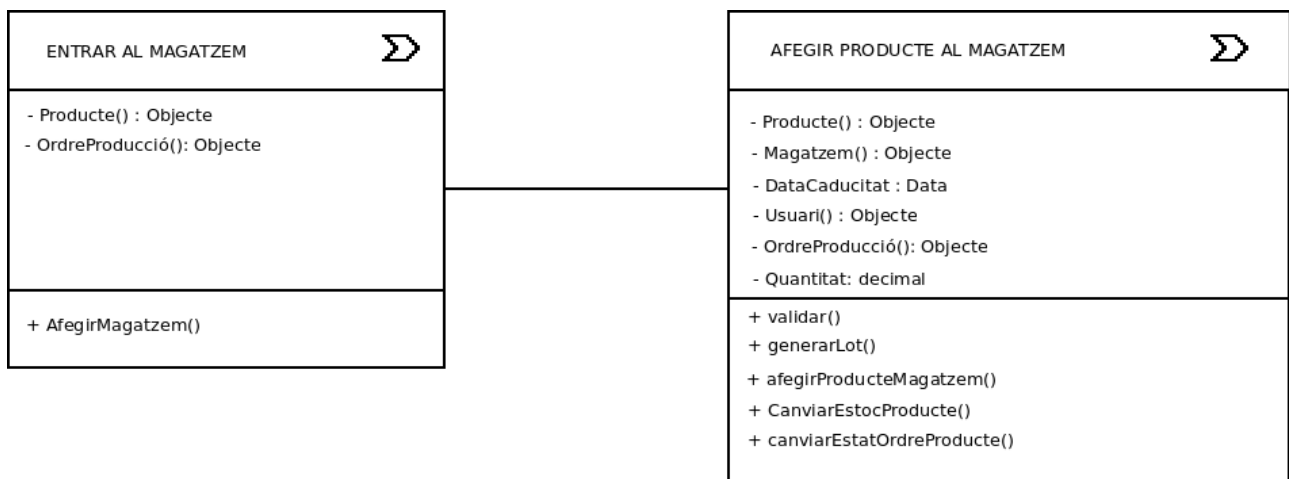 ENTRAR AL MAGATZEM
- Producte() : Objecte
- OrdreProducció(): Objecte
+ AfegirMagatzem()
AFEGIR PRODUCTE AL MAGATZEM
- Producte() : Objecte
- Magatzem() : Objecte
- DataCaducitat : Data
- Usuari() : Objecte
- OrdreProducció(): Objecte
- Quantitat: decimal
+ validar()
+ generarLot()
+ afegirProducteMagatzem()
+ CanviarEstocProducte()
+ canviarEstatOrdreProducte()